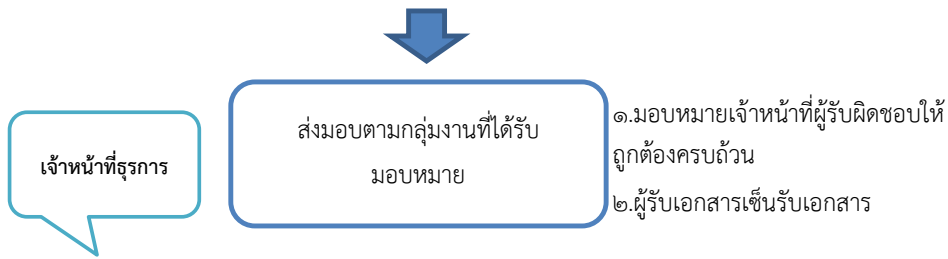 เจ้าหน้าที่ธุรการ
ส่งมอบตามกลุ่มงานที่ได้รับ
มอบหมาย
๑.มอบหมายเจ้าหน้าที่ผู้รับผิดชอบให้
ถูกต้องครบถ้วน
๒.ผู้รับเอกสารเซ็นรับเอกสาร